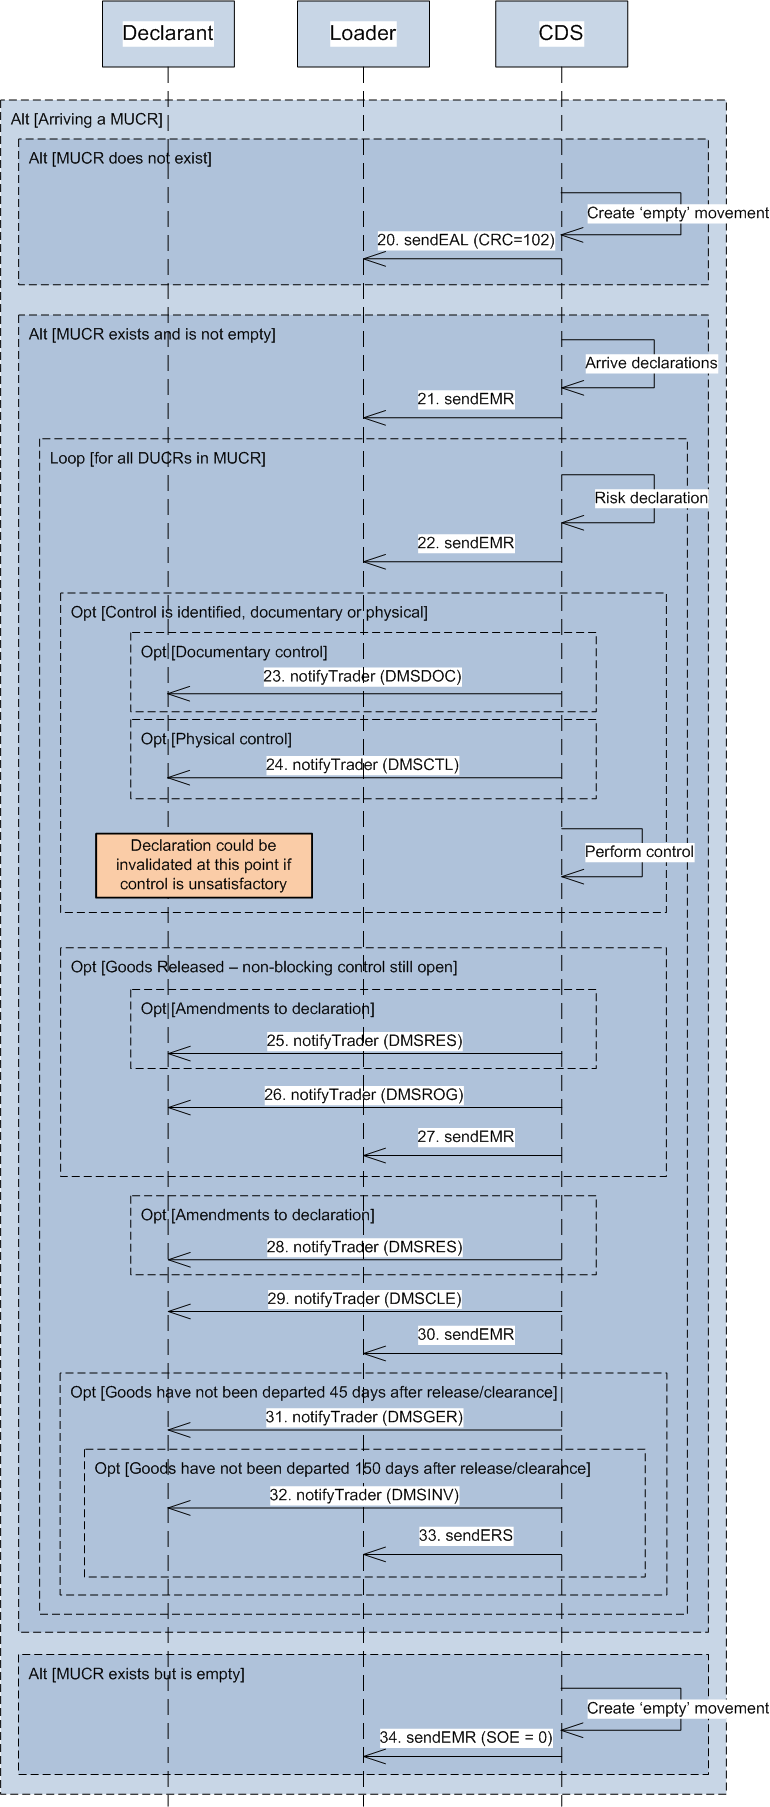 Declarant
Loader
CDS
Alt [Arriving a MUCR]
Alt [MUCR does not exist]
Create ‘empty’ movement
20. sendEAL (CRC=102)
Alt [MUCR exists and is not empty]
Arrive declarations
21. sendEMR
Loop [for all DUCRs in MUCR]
Risk declaration
22. sendEMR
Opt [Control is identified, documentary or physical]
Opt [Documentary control]
23. notifyTrader (DMSDOC)
Opt [Physical control]
24. notifyTrader (DMSCTL)
Declaration could be
invalidated at this point if
control is unsatisfactory
Perform control
Opt [Goods Released – non-blocking control still open]
Opt [Amendments to declaration]
25. notifyTrader (DMSRES)
26. notifyTrader (DMSROG)
27. sendEMR
Opt [Amendments to declaration]
28. notifyTrader (DMSRES)
29. notifyTrader (DMSCLE)
30. sendEMR
Opt [Goods have not been departed 45 days after release/clearance]
31. notifyTrader (DMSGER)
Opt [Goods have not been departed 150 days after release/clearance]
32. notifyTrader (DMSINV)
33. sendERS
Alt [MUCR exists but is empty]
Create ‘empty’ movement
34. sendEMR (SOE = 0)